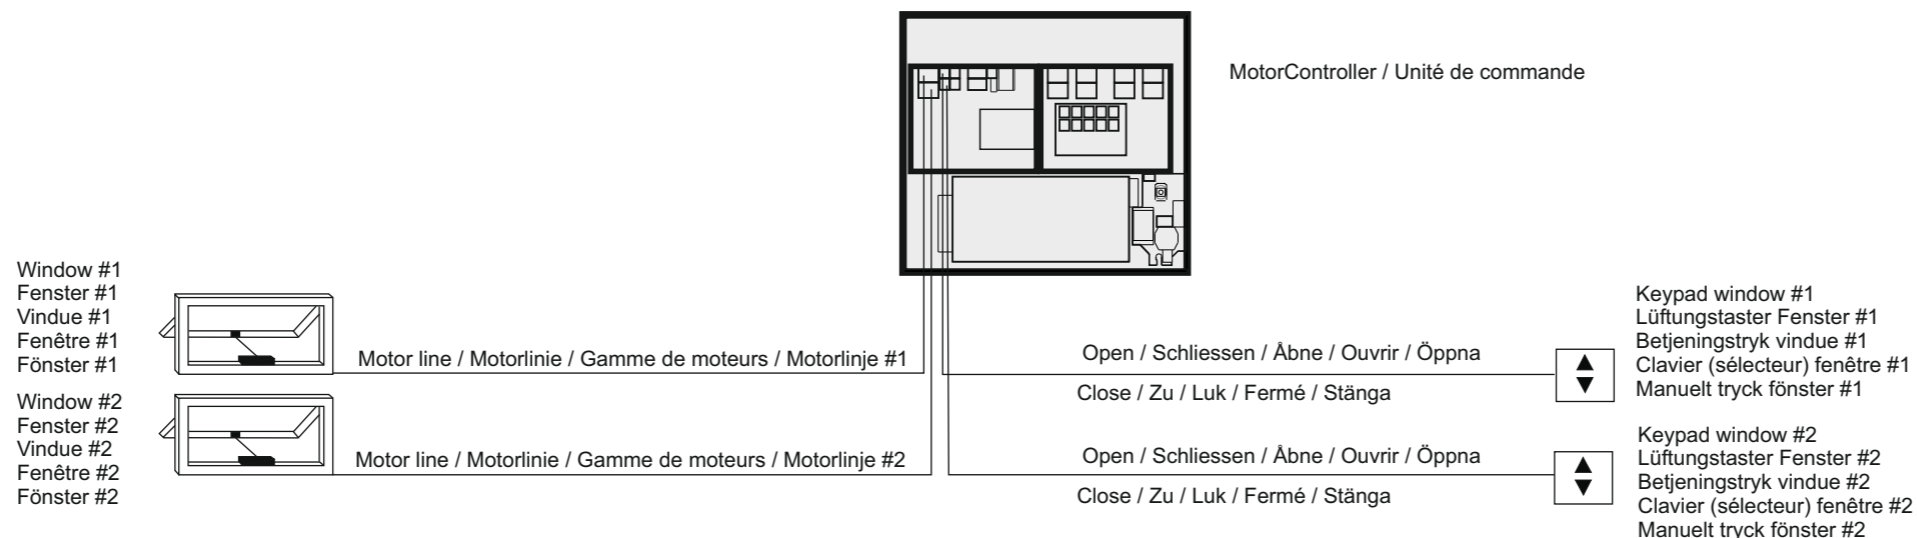 MotorController / Unité de commande
Window #1
Fenster #1
Vindue #1
Fenêtre #1
Fönster #1
Motor line / Motorlinie / Gamme de moteurs / Motorlinje #1
Open / Schliessen / Åbne / Ouvrir / Öppna
Close / Zu / Luk / Fermé / Stänga
Keypad window #1
Lüftungstaster Fenster #1
Betjeningstryk vindue #1
Clavier (sélecteur) fenêtre #1
Manuelt tryck fönster #1
Window #2
Fenster #2
Vindue #2
Fenêtre #2
Fönster #2
Motor line / Motorlinie / Gamme de moteurs / Motorlinje #2
Open / Schliessen / Åbne / Ouvrir / Öppna
Close / Zu / Luk / Fermé / Stänga
Keypad window #2
Lüftungstaster Fenster #2
Betjeningstryk vindue #2
Clavier (sélecteur) fenêtre #2
Manuelt tryck fönster #2